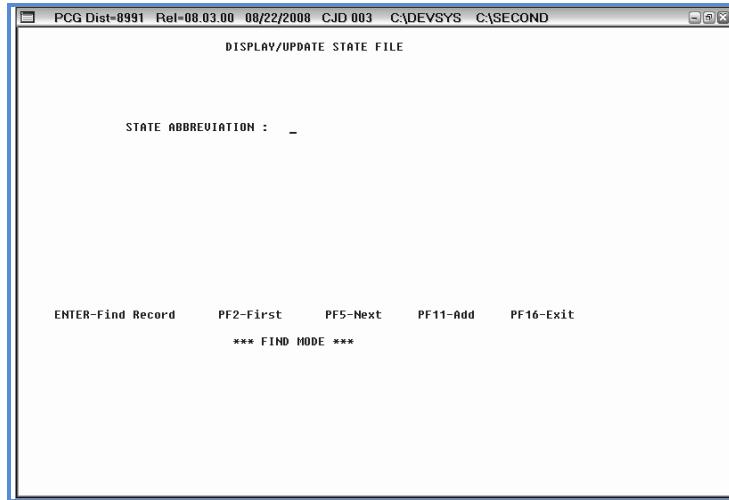 PCG Dist=8991 Rel=08.03.00 08/22/2008 CJD 003 C:\DEVSYS C:\SECOND
DISPLAY/UPDATE STATE FILE
STATE ABBREVIATION : _
ENTER-Find Record PF2-First PF5-Next PF11-Add PF16-Exit
*** FIND MODE ***